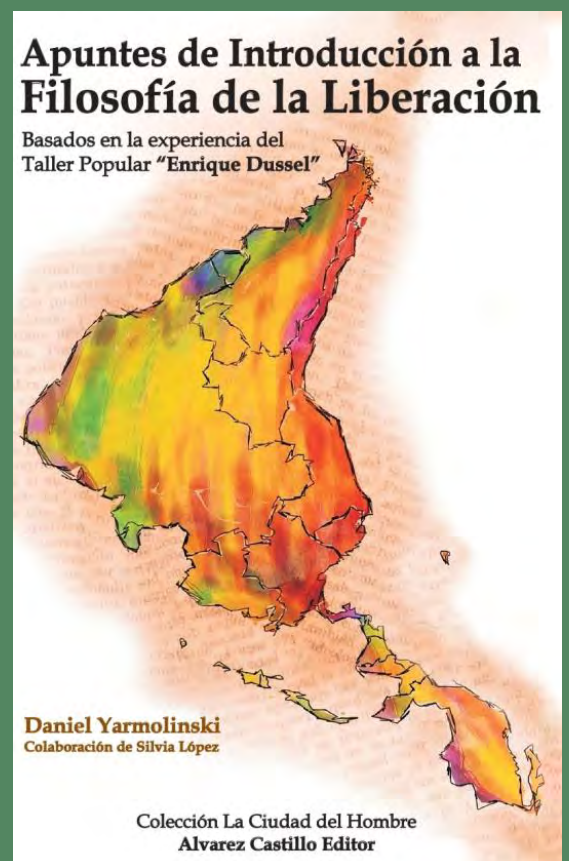 Apuntes de Introducción a la
Filosofía de la Liberación
Basados en la experiencia del
Taller Popular “Enrique Dussel”
Daniel Yarmolinski
Colaboración de Silvia López
Colección La Ciudad del Hombre
Alvarez Castillo Editor